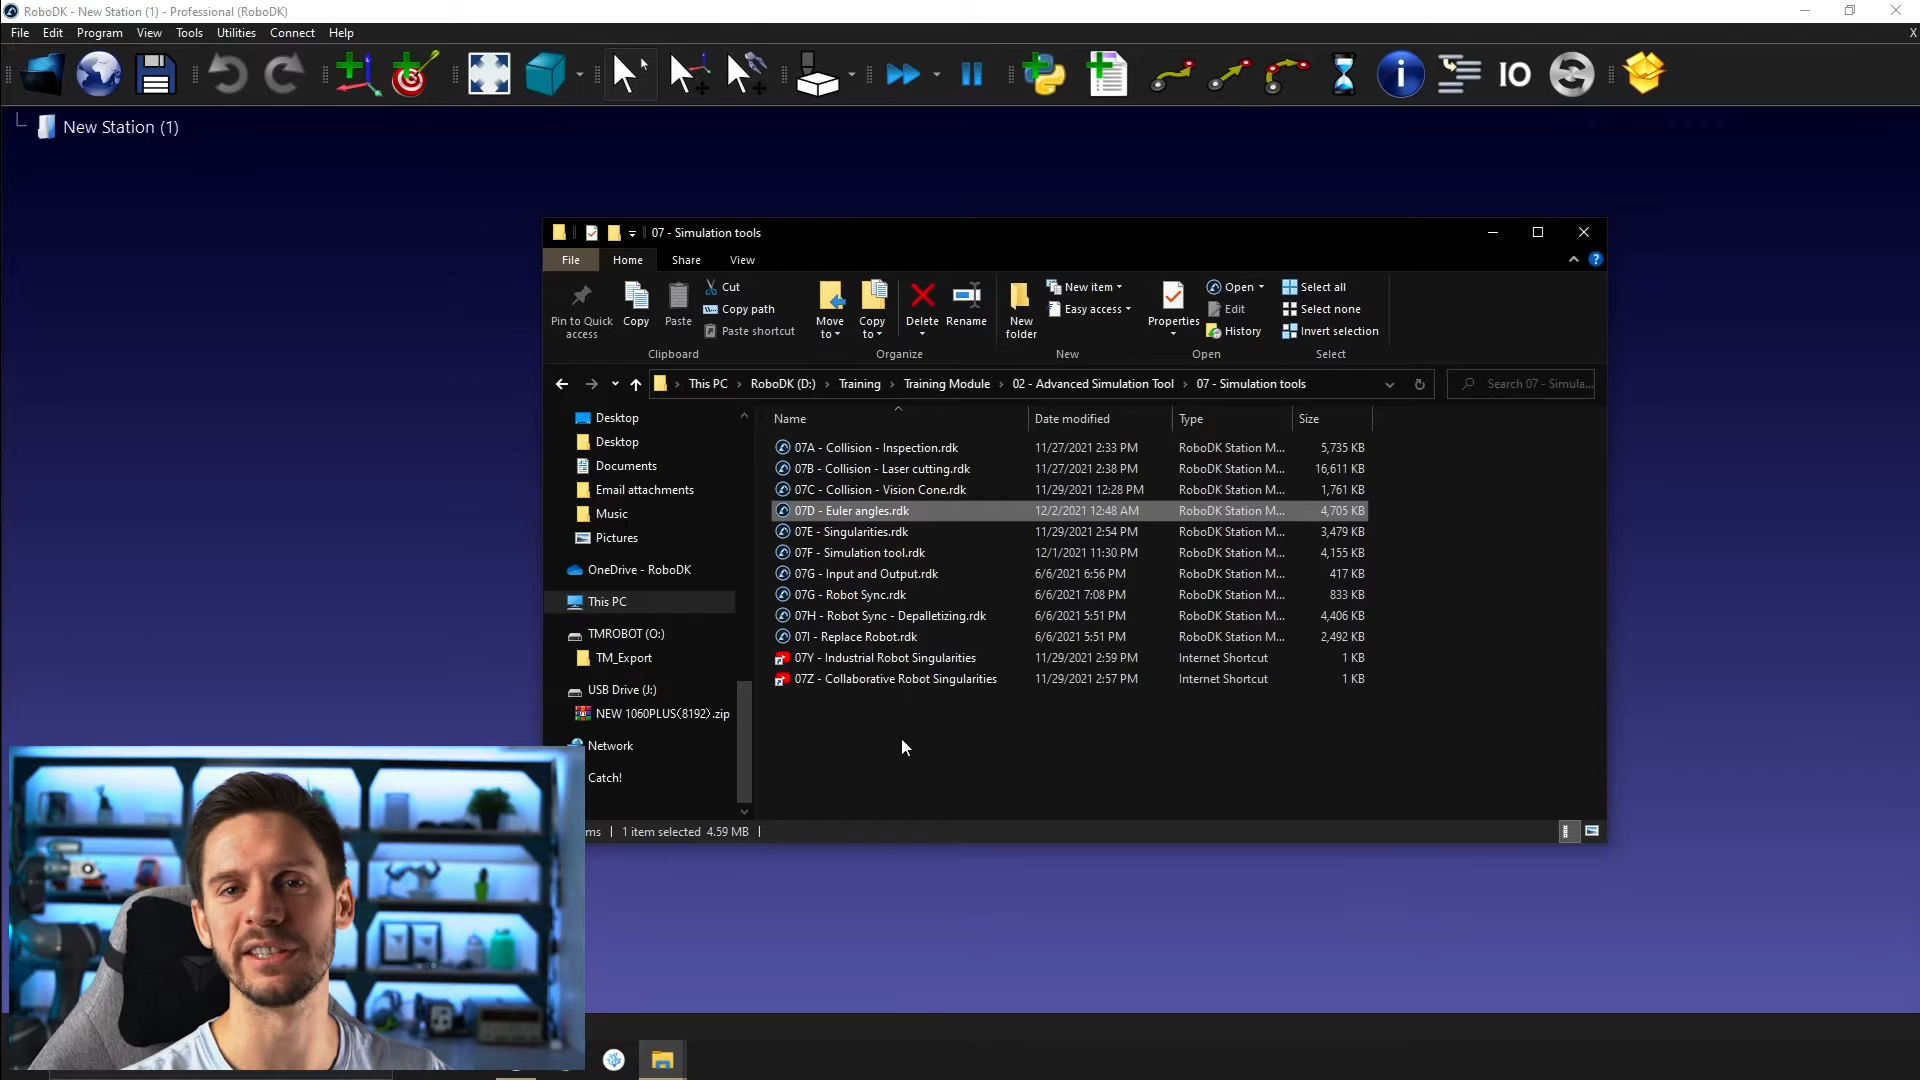 RoboDK - New Station (1) - Professional (RoboDK)
File Edit Program View Tools Utilities Connect Help
X
IO
New Station (1)
07 - Simulation tools
File Home Share View
Pin to Quick access
Copy
Paste
Cut
Copy path
Paste shortcut
Clipboard
Move to
Copy to
Delete
Rename
Organize
New folder
New item
Easy access
New
Properties
Open
Edit
History
Open
Select all
Select none
Invert selection
Select
This PC RoboDK (D:) Training Training Module 02 - Advanced Simulation Tool 07 - Simulation tools
Search 07 - Simula...
Desktop
Desktop
Documents
Email attachments
Music
Pictures
OneDrive - RoboDK
This PC
TMROBOT (O:)
TM_Export
USB Drive (J:)
NEW 1060PLUS(8192).zip
Network
Catch!
Name Date modified Type Size
07A - Collision - Inspection.rdk 11/27/2021 2:33 PM RoboDK Station M... 5,735 KB
07B - Collision - Laser cutting.rdk 11/27/2021 2:38 PM RoboDK Station M... 16,611 KB
07C - Collision - Vision Cone.rdk 11/29/2021 12:28 PM RoboDK Station M... 1,761 KB
07D - Euler angles.rdk 12/2/2021 12:48 AM RoboDK Station M... 4,705 KB
07E - Singularities.rdk 11/29/2021 2:54 PM RoboDK Station M... 3,479 KB
07F - Simulation tool.rdk 12/1/2021 11:30 PM RoboDK Station M... 4,155 KB
07G - Input and Output.rdk 6/6/2021 6:56 PM RoboDK Station M... 417 KB
07G - Robot Sync.rdk 6/6/2021 7:08 PM RoboDK Station M... 833 KB
07H - Robot Sync - Depalletizing.rdk 6/6/2021 5:51 PM RoboDK Station M... 4,406 KB
07I - Replace Robot.rdk 6/6/2021 5:51 PM RoboDK Station M... 2,492 KB
07Y - Industrial Robot Singularities 11/29/2021 2:59 PM Internet Shortcut 1 KB
07Z - Collaborative Robot Singularities 11/29/2021 2:57 PM Internet Shortcut 1 KB
ms 1 item selected 4.59 MB